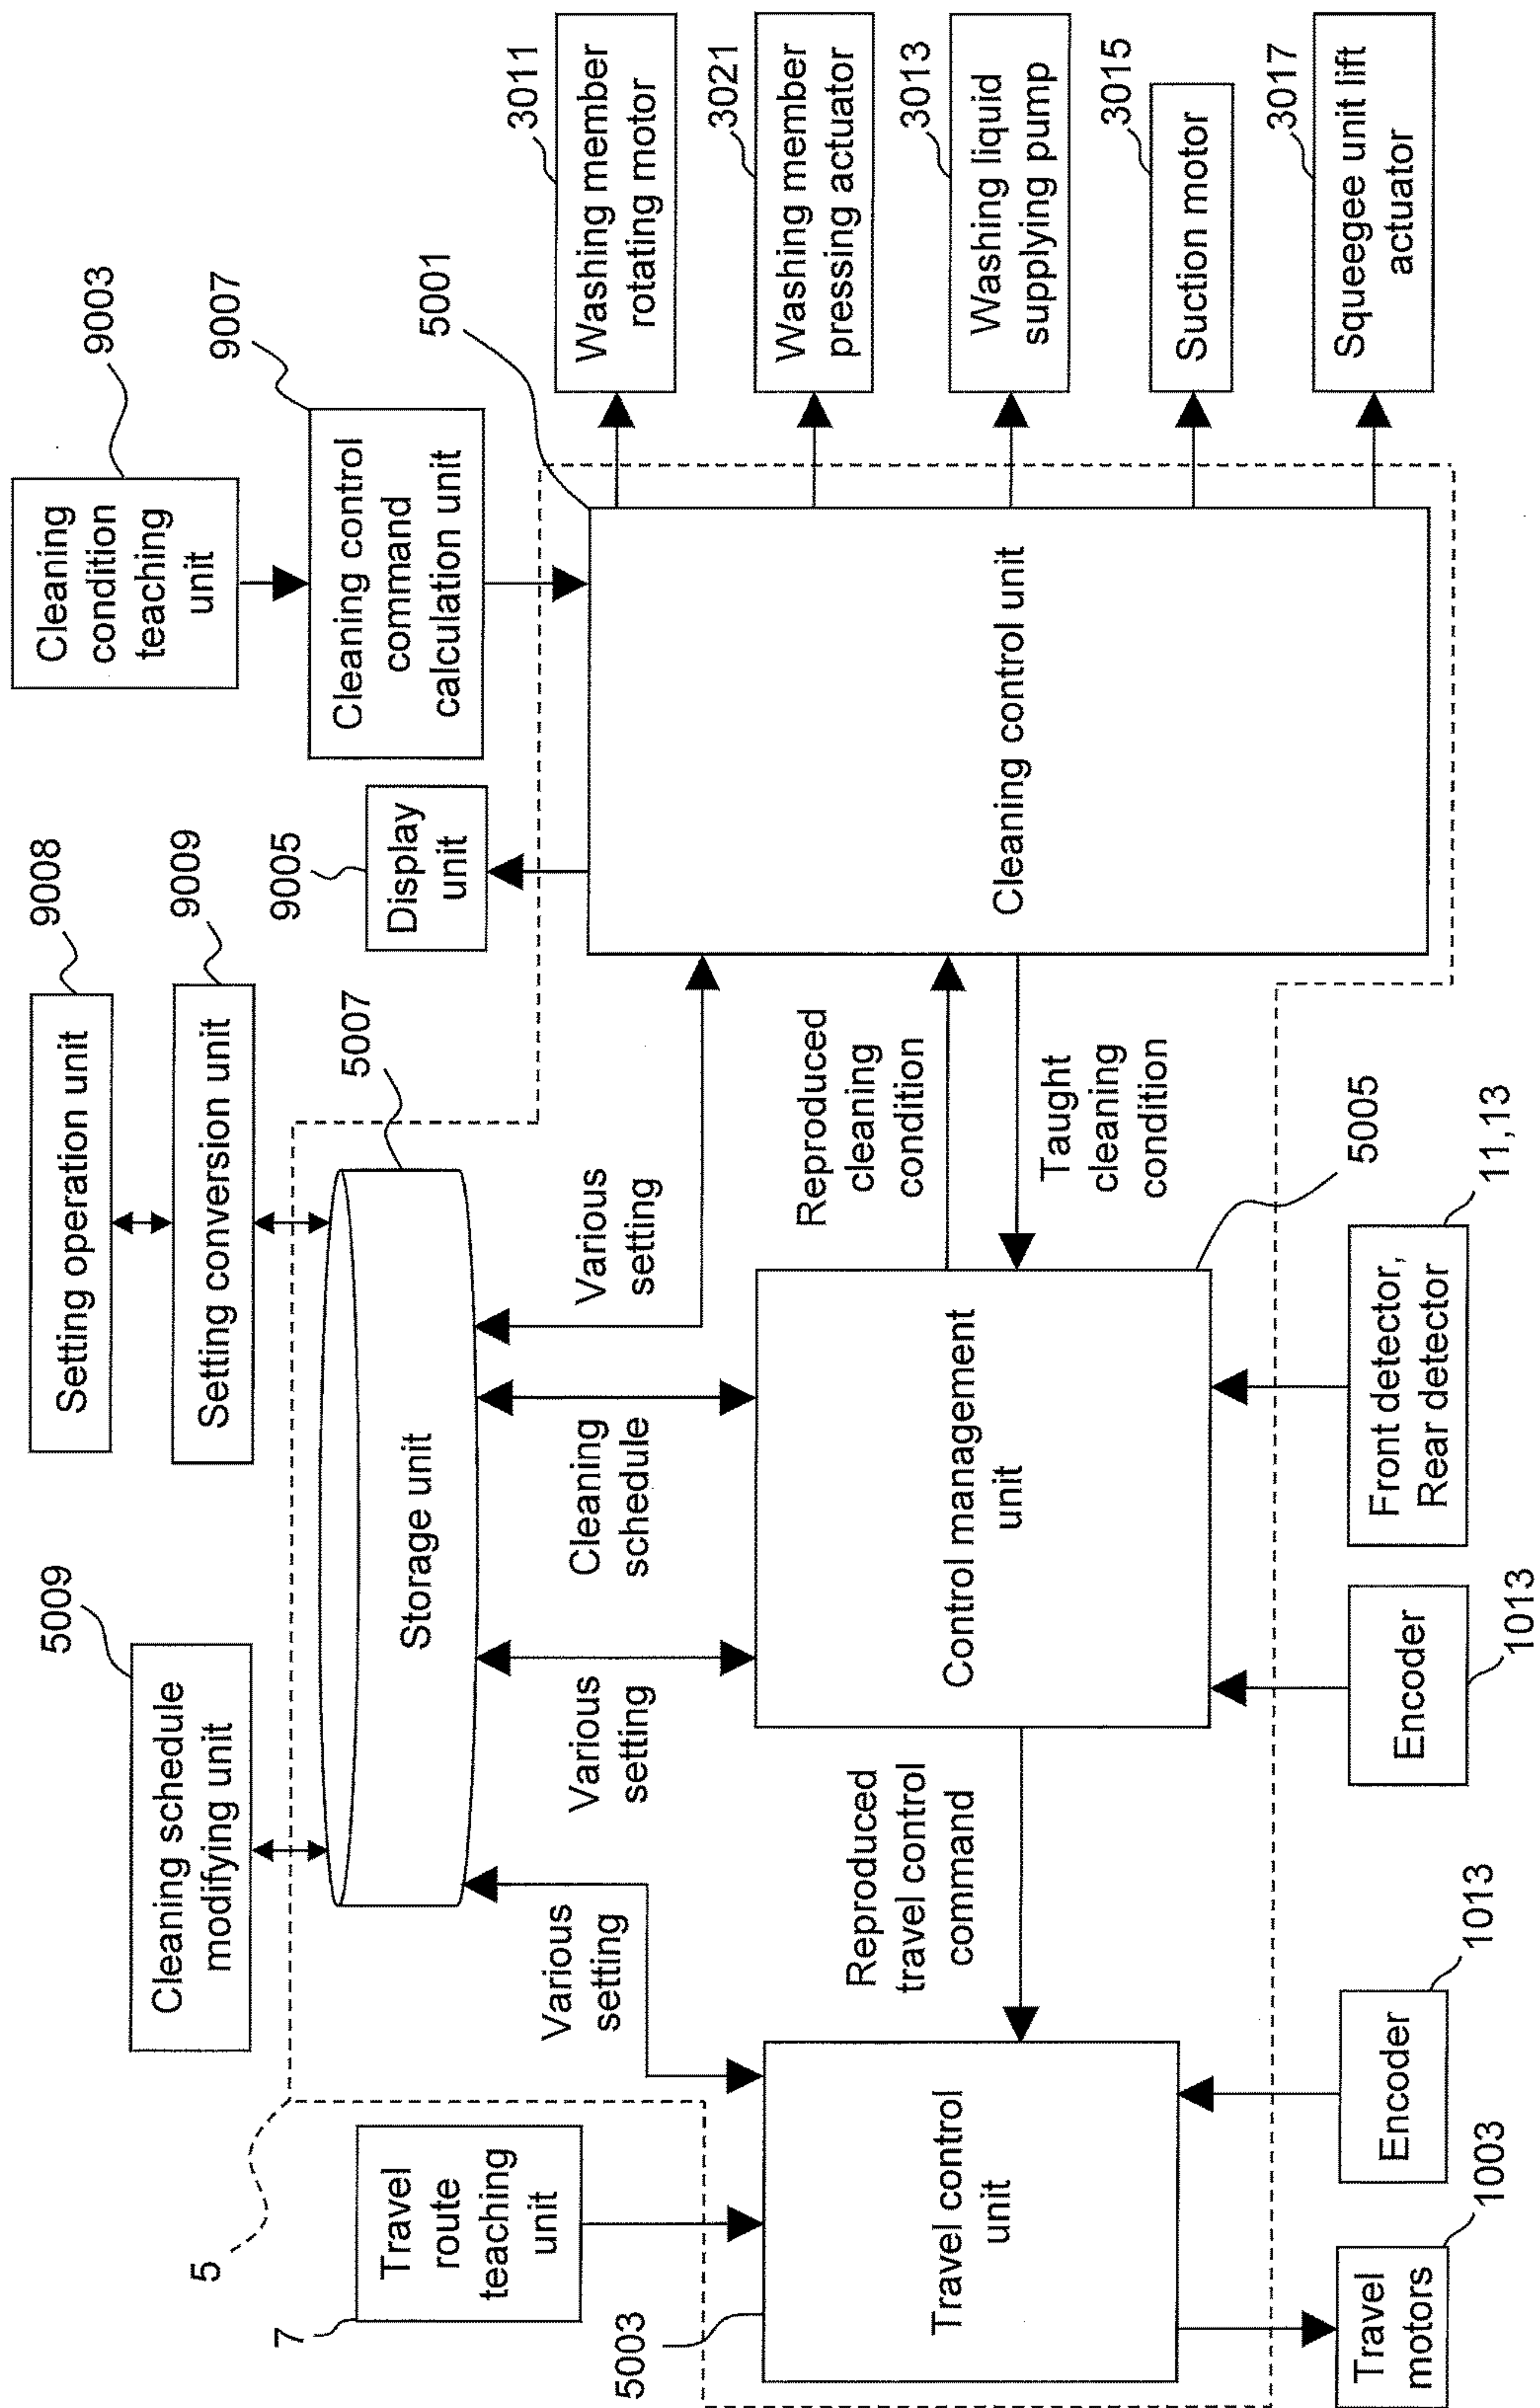 5009
Cleaning schedule
modifying unit
9008
Setting operation unit
9009
Setting conversion unit
9003
Cleaning
condition
teaching
unit
9007
Cleaning control
command
calculation unit
9005
Display
unit
5001
5
7
Travel
route
teaching
unit
5007
Storage unit
Various
setting
Various
setting
Cleaning
schedule
Various
setting
5003
Travel control
unit
Reproduced
travel control
command
Control management
unit
5005
Reproduced
cleaning
condition
Taught
cleaning
condition
Cleaning control unit
3011
Washing member
rotating motor
3021
Washing member
pressing actuator
3013
Washing liquid
supplying pump
3015
Suction motor
3017
Squeegee unit lift
actuator
Travel
motors
1003
Encoder
1013
Encoder
1013
Front detector,
Rear detector
11,13